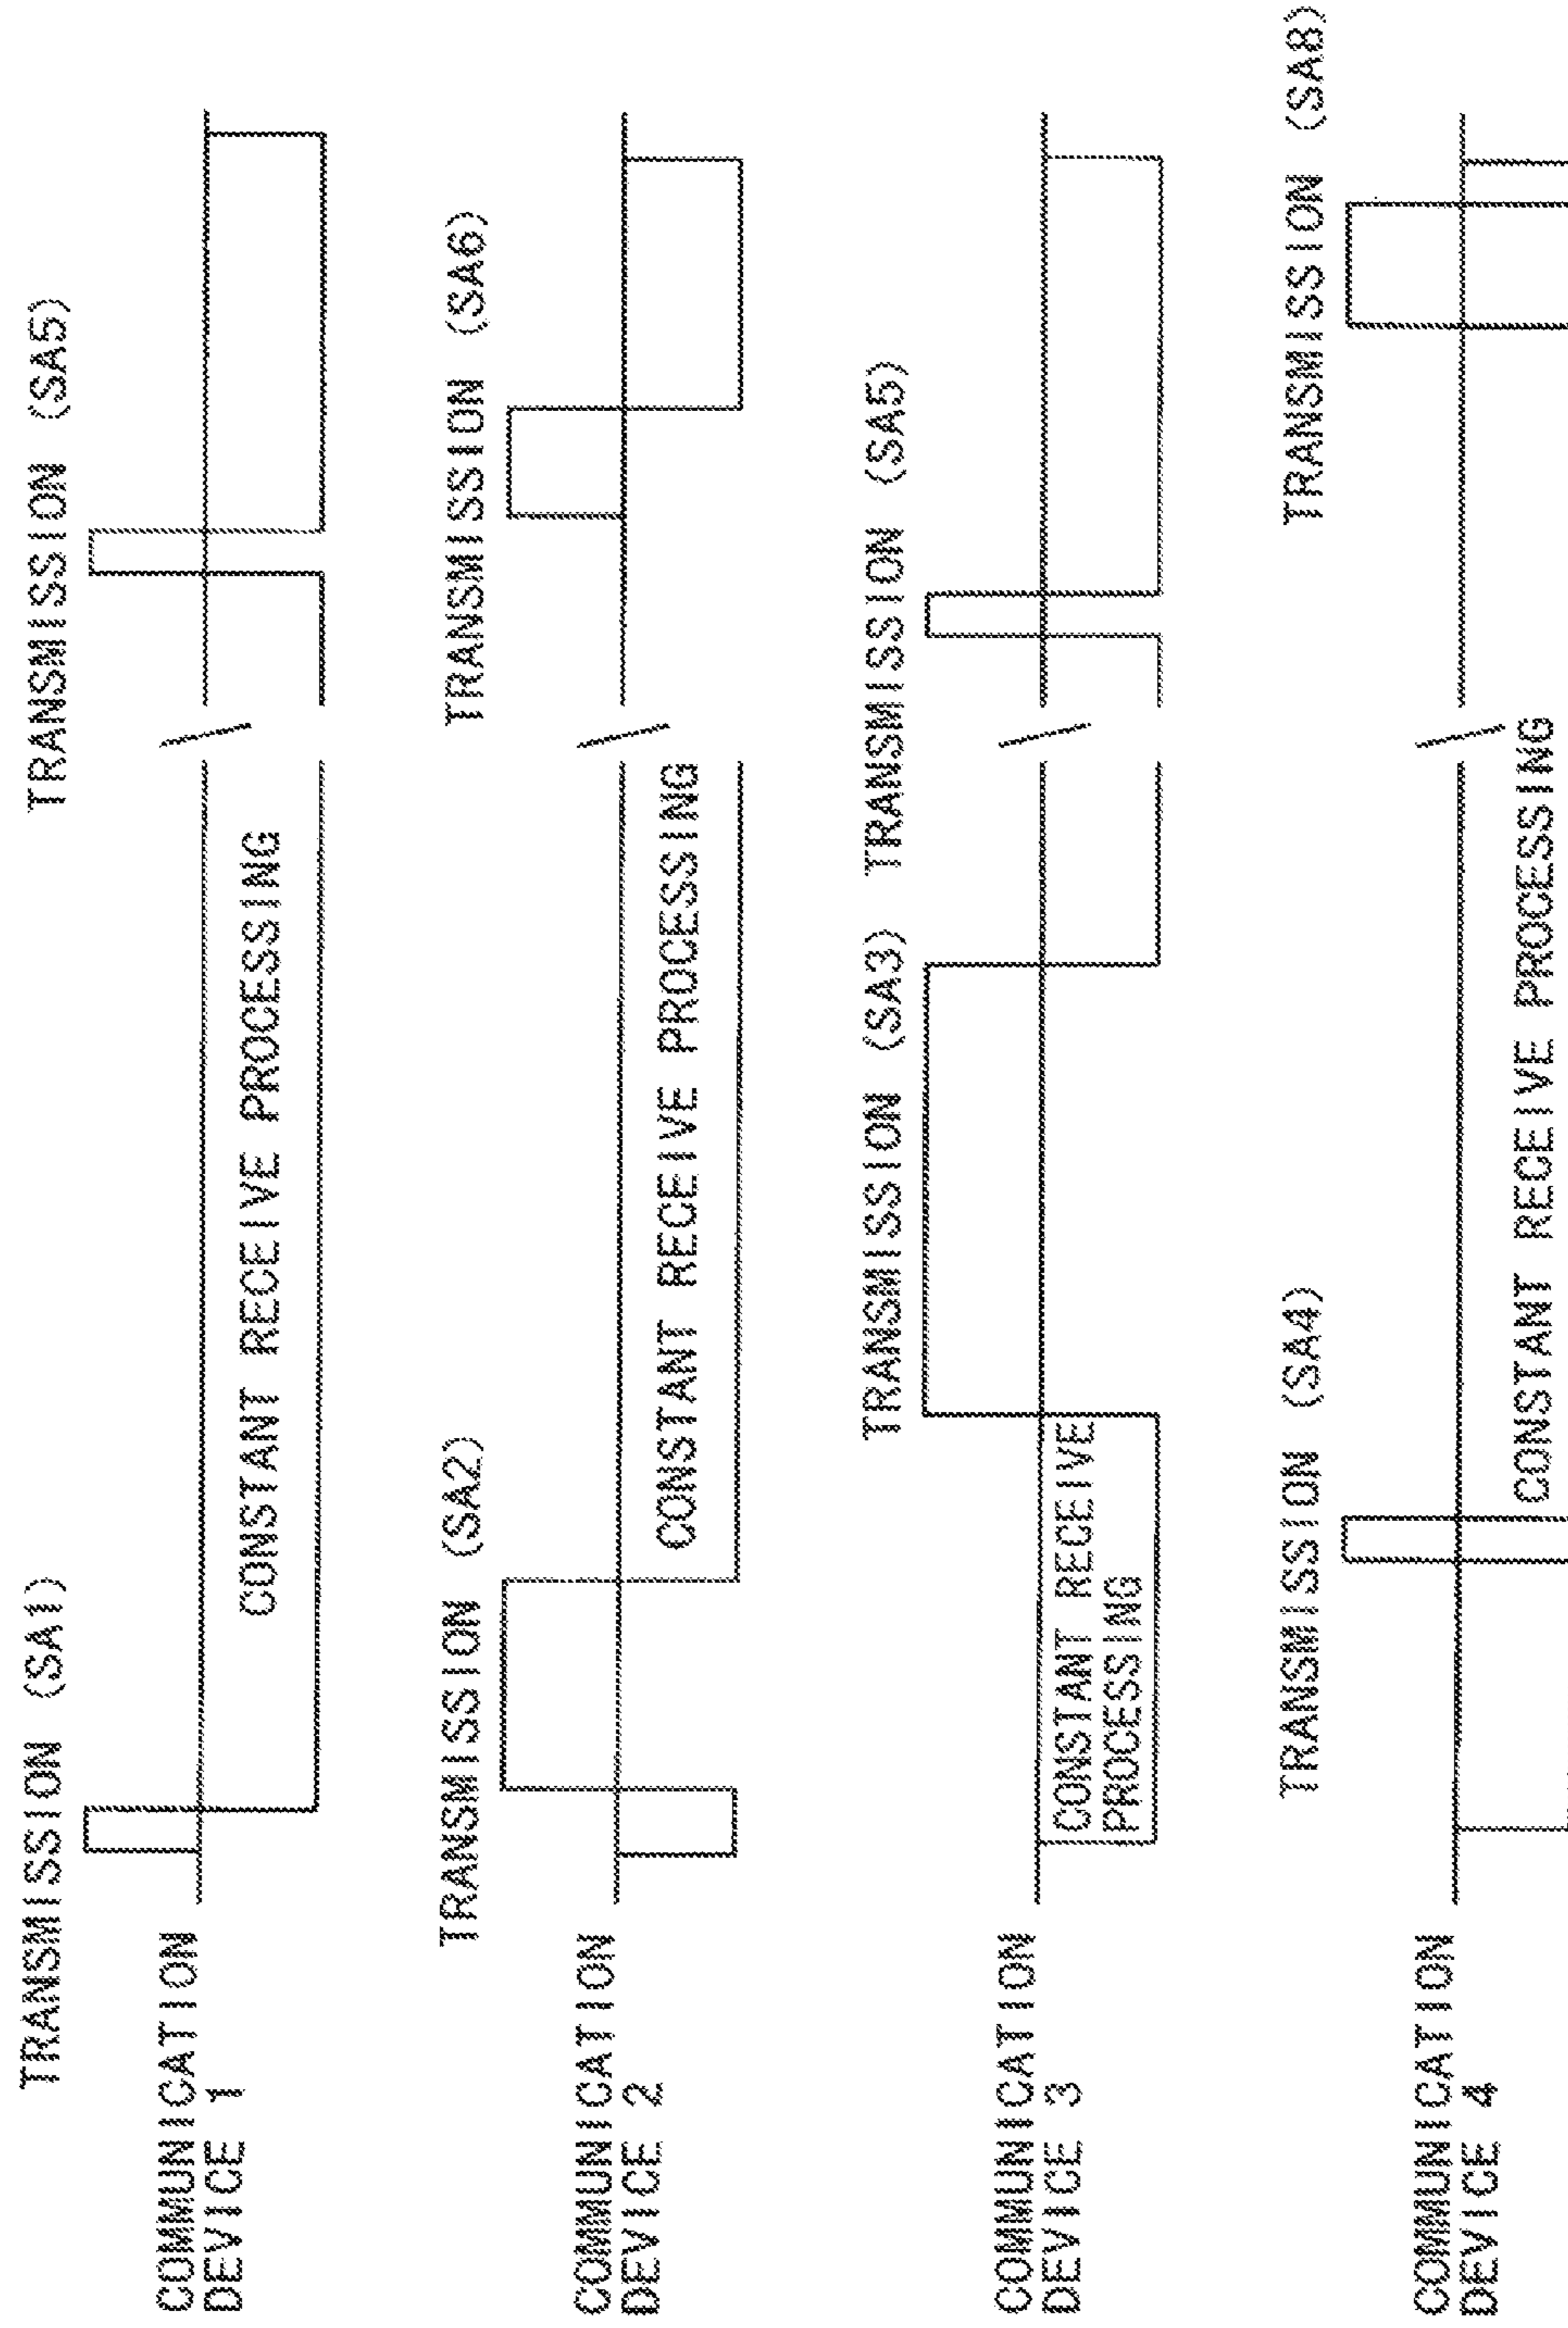 TRANSMISSION (SA1)
TRANSMISSION (SA5)
COMMUNICATION
DEVICE 1
CONSTANT RECEIVE PROCESSING
TRANSMISSION (SA2)
TRANSMISSION (SA6)
COMMUNICATION
DEVICE 2
CONSTANT RECEIVE PROCESSING
TRANSMISSION (SA3)
TRANSMISSION (SA5)
COMMUNICATION
DEVICE 3
CONSTANT RECEIVE
PROCESSING
TRANSMISSION (SA4)
TRANSMISSION (SA8)
COMMUNICATION
DEVICE 4
CONSTANT RECEIVE PROCESSING